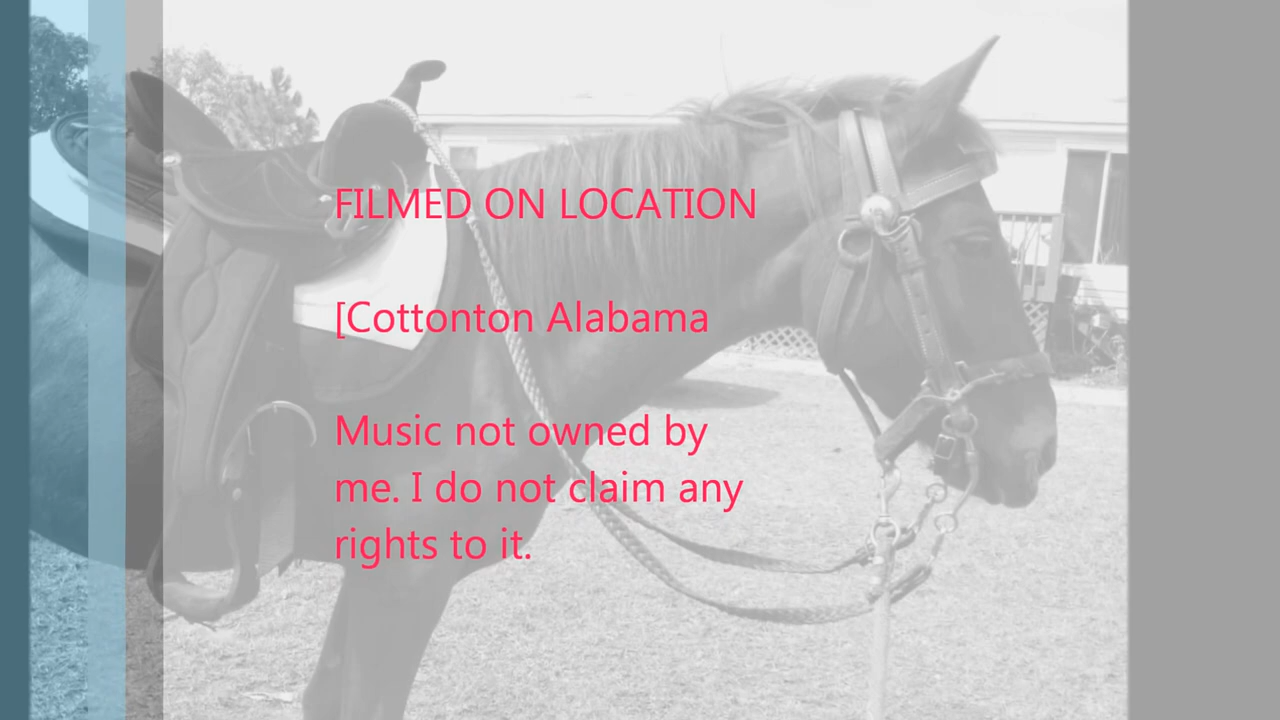 FILMED ON LOCATION
[Cottonton Alabama
Music not owned by
me. I do not claim any
rights to it.